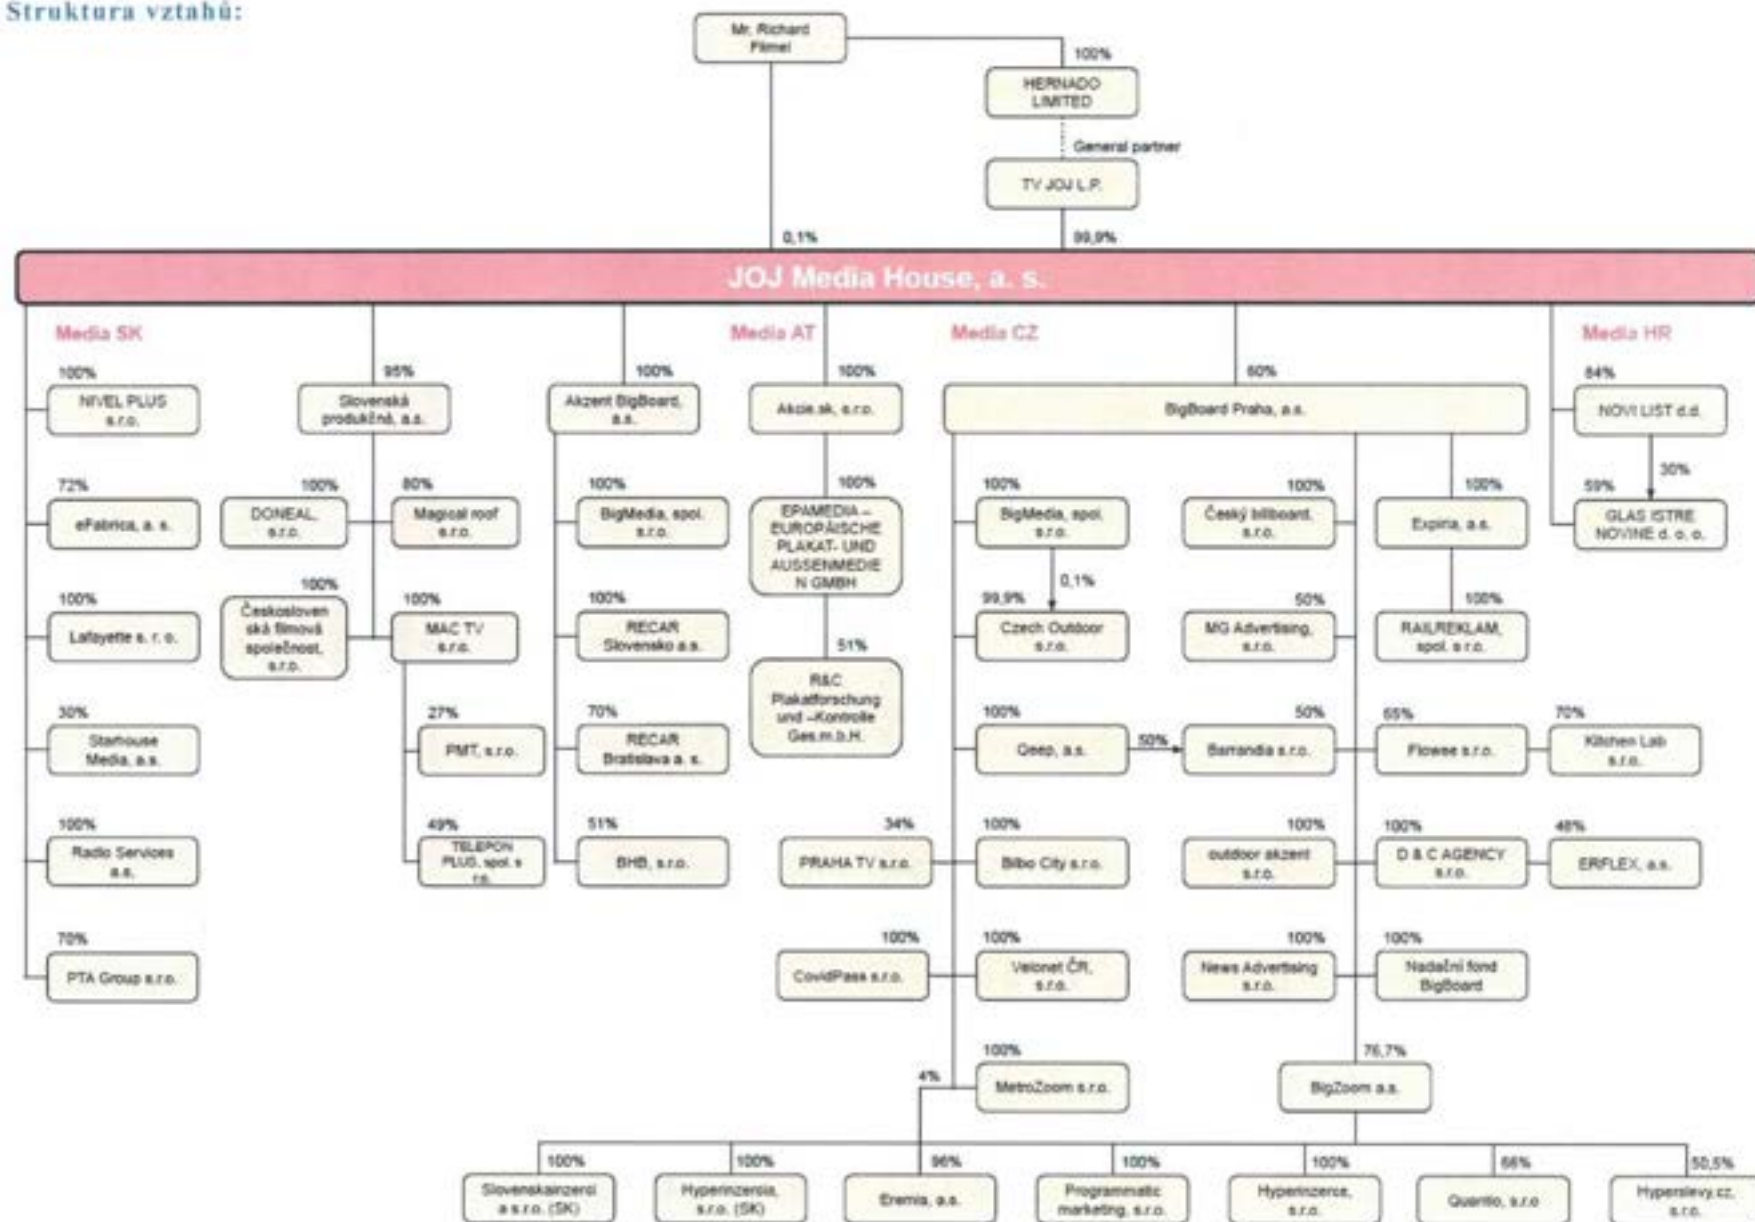 Struktura vztahů:
Mr. Richard
Flimel
100%
HERNADO
LIMITED
General partner
TV JOJ L.P.
0,1%
99,9%
JOJ Media House, a. s.
Media SK
Media AT
Media CZ
Media HR
100%
NIVEL PLUS
s.r.o.
95%
Slovenská
produkčná, a.s.
100%
Akzent BigBoard,
a.s.
100%
Akcie.sk, s.r.o.
60%
BigBoard Praha, a.s.
84%
NOVI LIST d.d.
30%
72%
eFabrica, a. s.
100%
DONEAL,
s.r.o.
80%
Magical roof
s.r.o.
100%
BigMedia, spol.
s.r.o.
100%
EPAMEDIA –
EUROPÄISCHE
PLAKAT- UND
AUSSENMEDIE
N GMBH
100%
BigMedia, spol.
s.r.o.
0,1%
100%
Český billboard,
s.r.o.
100%
Expiria, a.s.
59%
GLAS ISTRE
NOVINE d. o. o.
100%
Lafayette s. r. o.
100%
Českosloven
ská filmová
společnost,
s.r.o.
100%
MAC TV
s.r.o.
100%
RECAR
Slovensko a.s.
51%
R&C
Plakatforschung
und –Kontrolle
Ges.m.b.H.
99,9%
Czech Outdoor
s.r.o.
50%
MG Advertising,
s.r.o.
100%
RAILREKLAM,
spol. s r.o.
30%
Starhouse
Media, a.s.
27%
PMT, s.r.o.
70%
RECAR
Bratislava a. s.
100%
Qeep, a.s.
50%
50%
Barrandia s.r.o.
65%
Flowee s.r.o.
70%
Kitchen Lab
s.r.o.
100%
Radio Services
a.s.
49%
TELEPON
PLUS, spol. s
r.o.
51%
BHB, s.r.o.
34%
PRAHA TV s.r.o.
100%
Bilbo City s.r.o.
100%
outdoor akzent
s.r.o.
100%
D & C AGENCY
s.r.o.
48%
ERFLEX, a.s.
70%
PTA Group s.r.o.
100%
CovidPass s.r.o.
100%
Velonet ČR,
s.r.o.
100%
News Advertising
s.r.o.
100%
Nadační fond
BigBoard
4%
100%
MetroZoom s.r.o.
76,7%
BigZoom a.s.
100%
Slovenskainzerci
a s.r.o. (SK)
100%
Hyperinzercia,
s.r.o. (SK)
96%
Eremia, a.s.
100%
Programmatic
marketing, s.r.o.
100%
Hyperinzerce,
s.r.o.
66%
Quantio, s.r.o
50,5%
Hyperslevy.cz,
s.r.o.